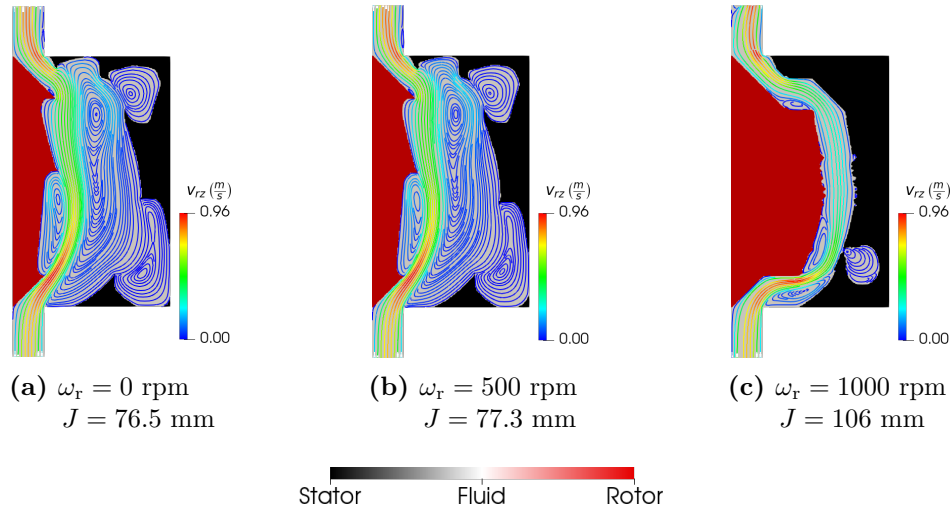 v_rz (m/s)
0.96
0.00
v_rz (m/s)
0.96
0.00
v_rz (m/s)
0.96
0.00
(a) ω_r = 0 rpm
J = 76.5 mm
(b) ω_r = 500 rpm
J = 77.3 mm
(c) ω_r = 1000 rpm
J = 106 mm
Stator Fluid Rotor